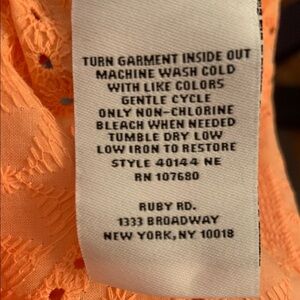 TURN GARMENT INSIDE OUT
MACHINE WASH COLD
WITH LIKE COLORS
GENTLE CYCLE
ONLY NON-CHLORINE
BLEACH WHEN NEEDED
TUMBLE DRY LOW
LOW IRON TO RESTORE
STYLE 40144 NE
RN 107680
RUBY RD.
1333 BROADWAY
NEW YORK,NY 10018